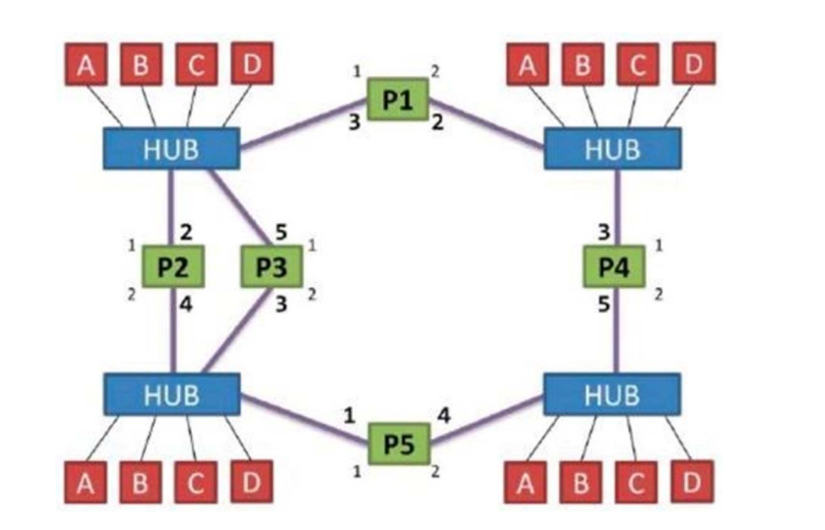 A B C D A B C D
1 P1 2
3 2
HUB HUB
2 5 3
1 P2 P3 1 P4 1
2 4 3 2 5 2
HUB HUB
1 4
P5
1 2
A B C D A B C D